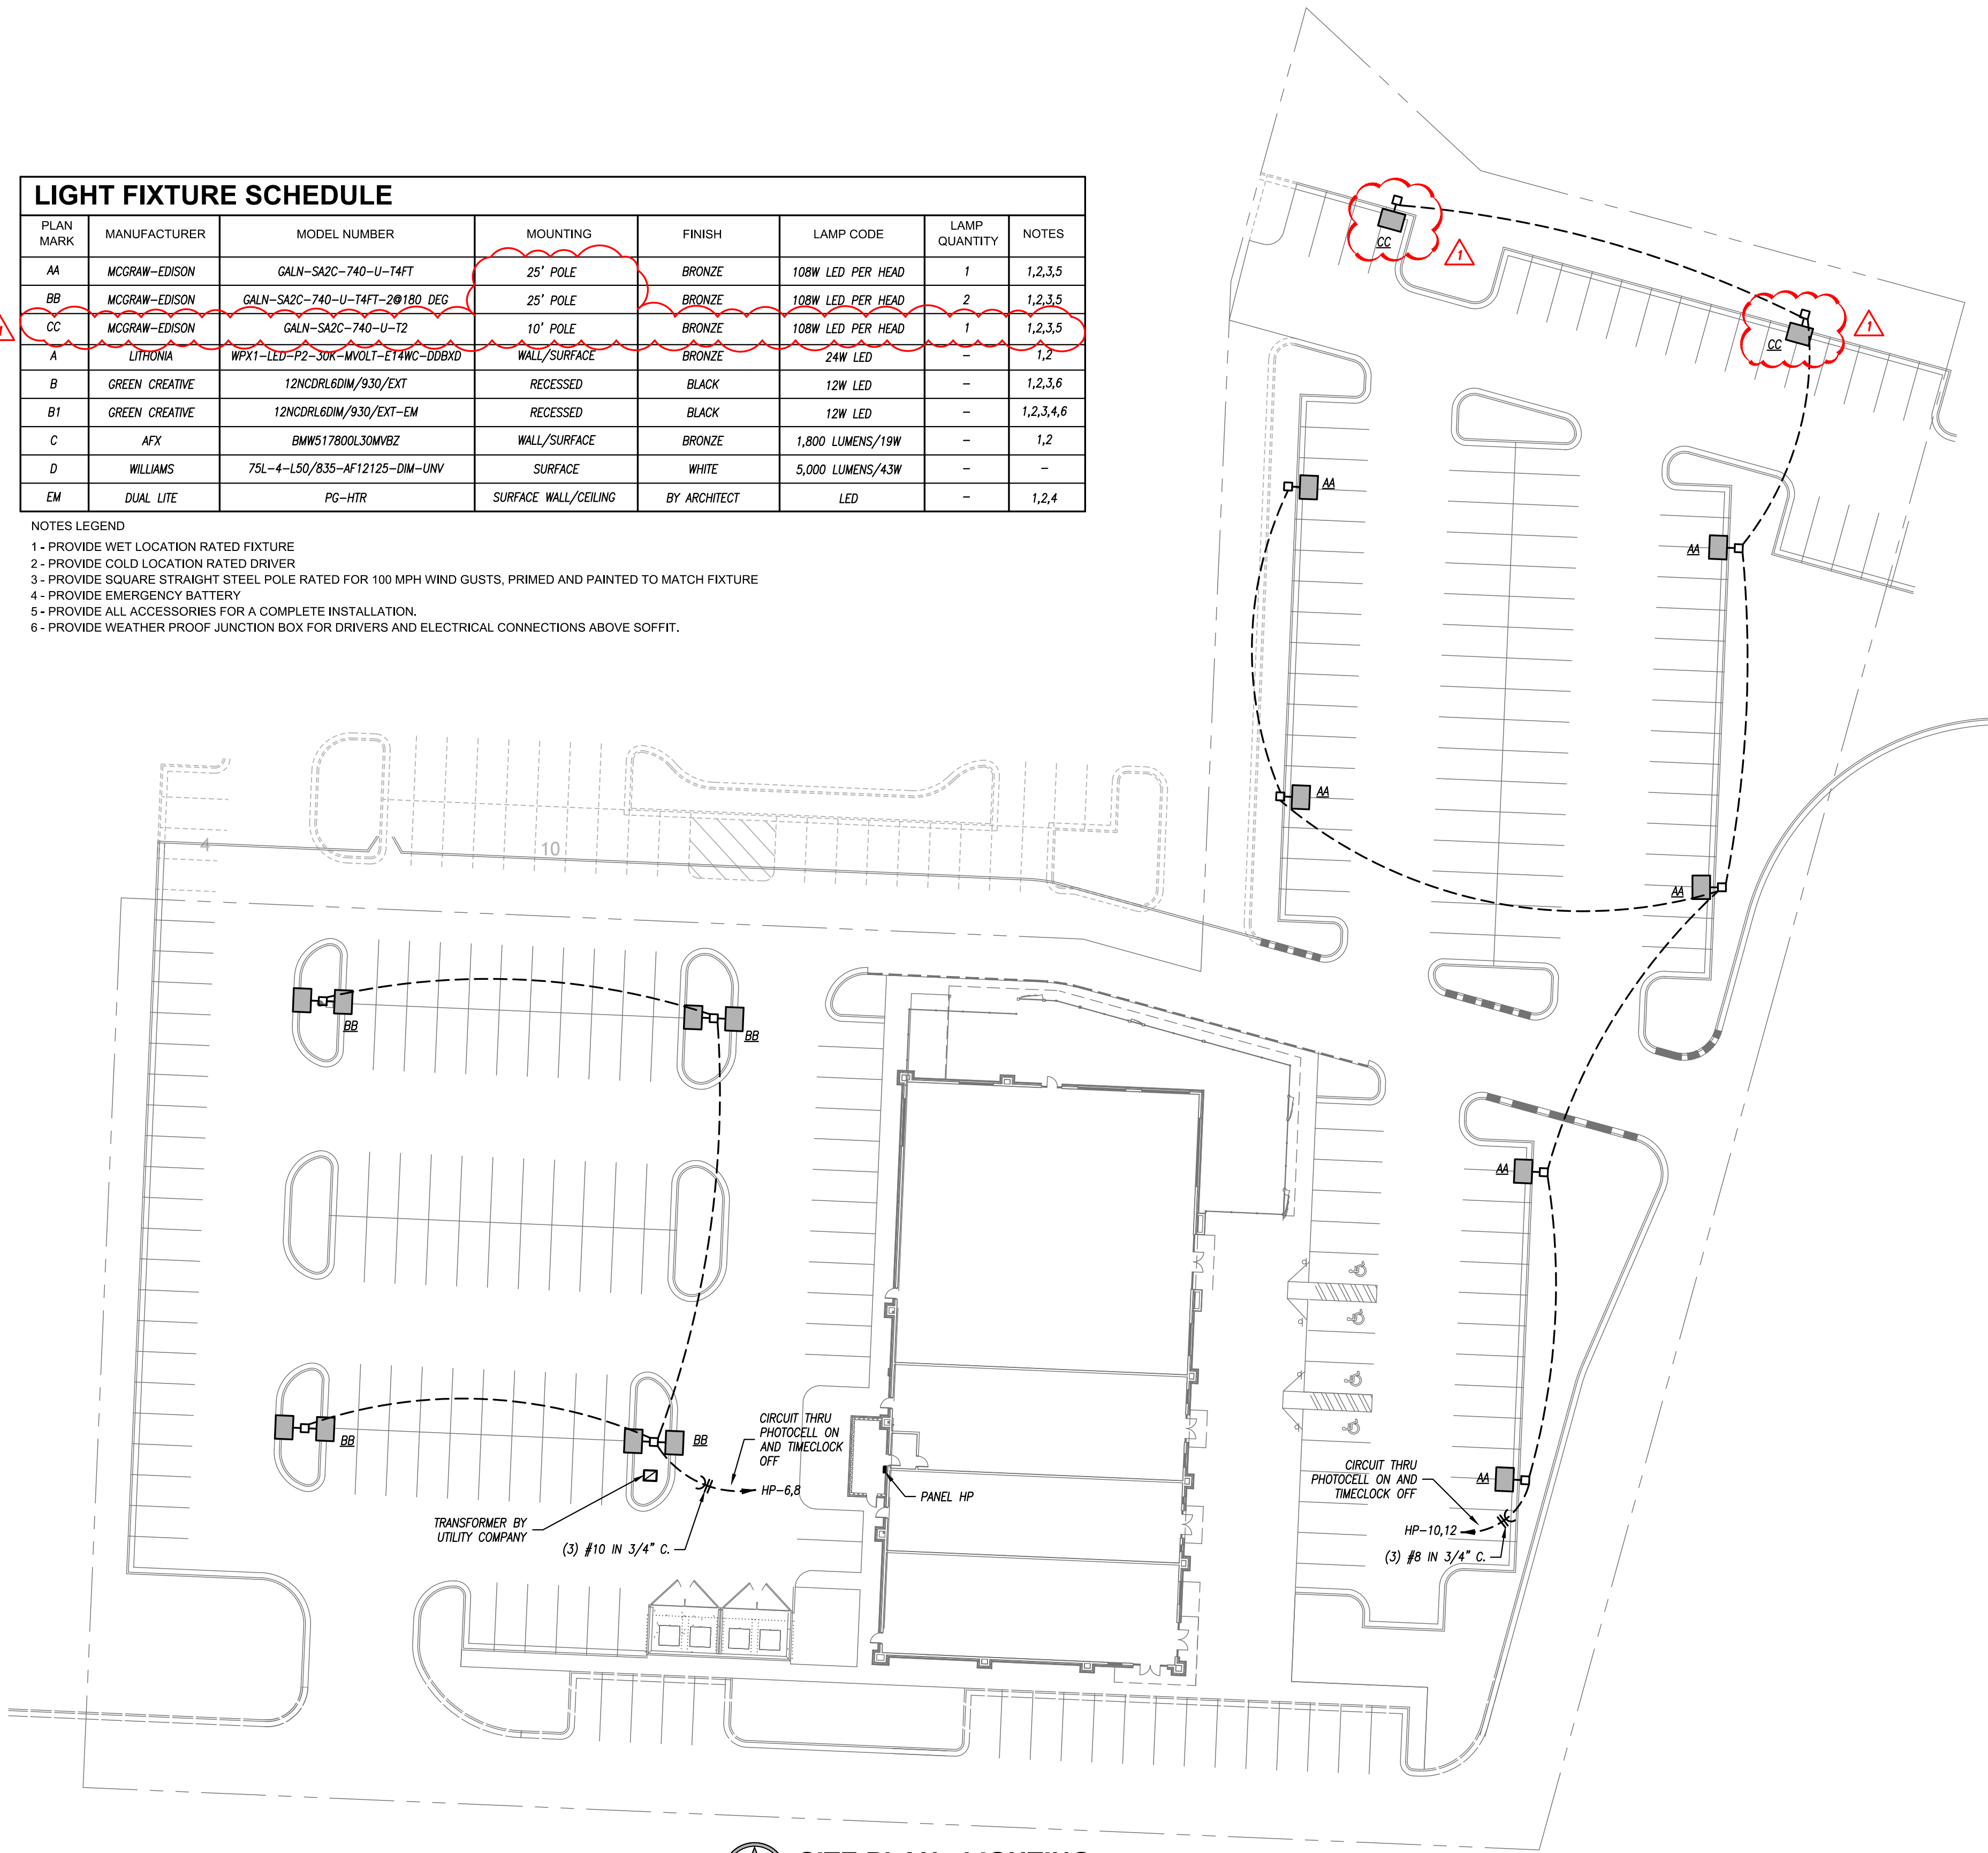 LIGHT FIXTURE SCHEDULE
PLAN MARK MANUFACTURER MODEL NUMBER MOUNTING FINISH LAMP CODE LAMP QUANTITY NOTES
AA MCGRAW-EDISON GALN-SA2C-740-U-T4FT 25' POLE BRONZE 108W LED PER HEAD 1 1,2,3,5
BB MCGRAW-EDISON GALN-SA2C-740-U-T4FT-2@180 DEG 25' POLE BRONZE 108W LED PER HEAD 2 1,2,3,5
CC MCGRAW-EDISON GALN-SA2C-740-U-T2 10' POLE BRONZE 108W LED PER HEAD 1 1,2,3,5
A LITHONIA WPX1-LED-P2-30K-MVOLT-E14WC-DDBXD WALL/SURFACE BRONZE 24W LED - 1,2
B GREEN CREATIVE 12NCDRL6DIM/930/EXT RECESSED BLACK 12W LED - 1,2,3,6
B1 GREEN CREATIVE 12NCDRL6DIM/930/EXT-EM RECESSED BLACK 12W LED - 1,2,3,4,6
C AFX BMW517800L30MVBZ WALL/SURFACE BRONZE 1,800 LUMENS/19W - 1,2
D WILLIAMS 75L-4-L50/835-AF12125-DIM-UNV SURFACE WHITE 5,000 LUMENS/43W - -
EM DUAL LITE PG-HTR SURFACE WALL/CEILING BY ARCHITECT LED - 1,2,4
NOTES LEGEND
1 - PROVIDE WET LOCATION RATED FIXTURE
2 - PROVIDE COLD LOCATION RATED DRIVER
3 - PROVIDE SQUARE STRAIGHT STEEL POLE RATED FOR 100 MPH WIND GUSTS, PRIMED AND PAINTED TO MATCH FIXTURE
4 - PROVIDE EMERGENCY BATTERY
5 - PROVIDE ALL ACCESSORIES FOR A COMPLETE INSTALLATION.
6 - PROVIDE WEATHER PROOF JUNCTION BOX FOR DRIVERS AND ELECTRICAL CONNECTIONS ABOVE SOFFIT.
CC
1
CC
1
AA
AA
AA
AA
4
10
BB
BB
AA
BB
BB
CIRCUIT THRU
PHOTOCELL ON
AND TIMECLOCK
OFF
HP-6,8
PANEL HP
TRANSFORMER BY
UTILITY COMPANY
(3) #10 IN 3/4" C.
CIRCUIT THRU
PHOTOCELL ON AND
TIMECLOCK OFF
AA
HP-10,12
(3) #8 IN 3/4" C.